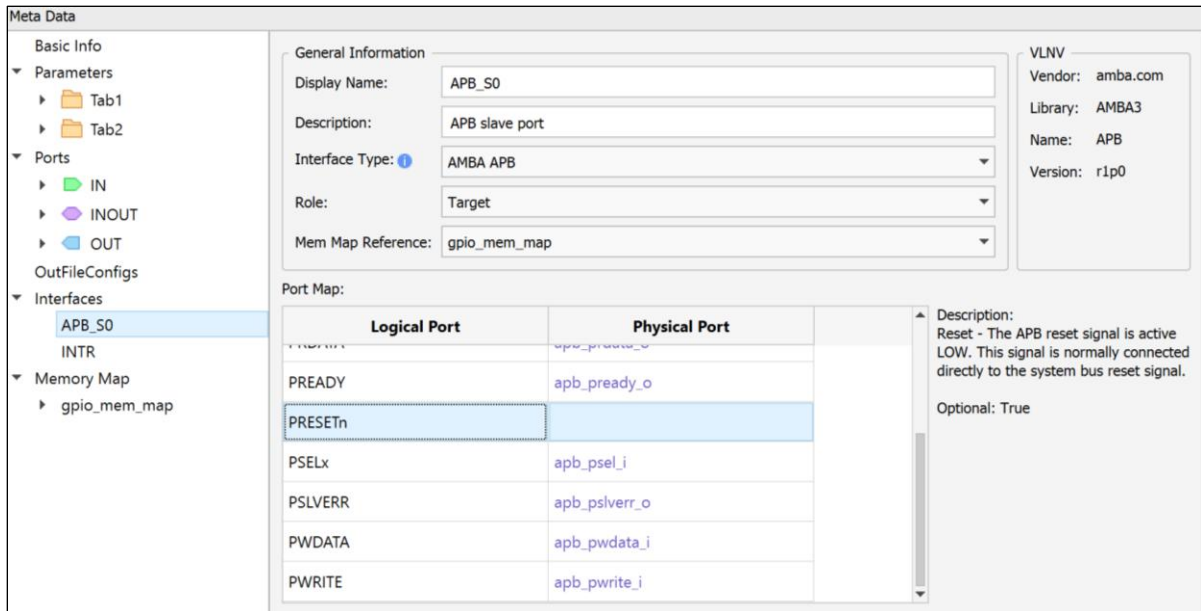 Meta Data
Basic Info
Parameters
Tab1
Tab2
Ports
IN
INOUT
OUT
OutFileConfigs
Interfaces
APB_S0
INTR
Memory Map
gpio_mem_map
General Information
Display Name: APB_S0
Description: APB slave port
Interface Type: AMBA APB
Role: Target
Mem Map Reference: gpio_mem_map
VLNV
Vendor: amba.com
Library: AMBA3
Name: APB
Version: r1p0
Port Map:
Logical Port Physical Port
PRDATA apb_prdata_o
PREADY apb_pready_o
PRESETn
PSELx apb_psel_i
PSLVERR apb_pslverr_o
PWDATA apb_pwdata_i
PWRITE apb_pwrite_i
Description:
Reset - The APB reset signal is active
LOW. This signal is normally connected
directly to the system bus reset signal.
Optional: True